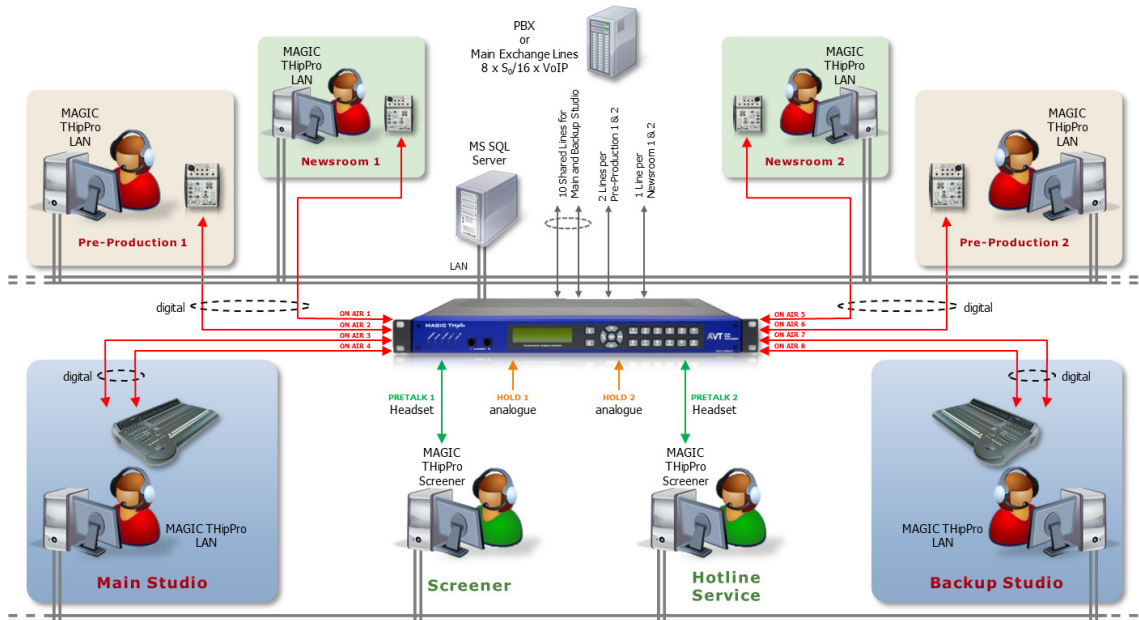 PBX
or
Main Exchange Lines
8 x S₀/16 x VoIP
MAGIC
THipPro
LAN
Newsroom 1
MAGIC
THipPro
LAN
Pre-Production 1
MS SQL
Server
LAN
10 Shared Lines for
Main and Backup Studio
2 Lines per
Pre-Production 1 & 2
1 Line per
Newsroom 1 & 2
MAGIC
THipPro
LAN
Newsroom 2
MAGIC
THipPro
LAN
Pre-Production 2
digital
digital
ON AIR 1
ON AIR 2
ON AIR 3
ON AIR 4
MAGIC THipPro
AVT
ON AIR 5
ON AIR 6
ON AIR 7
ON AIR 8
digital
digital
PRETALK 1
Headset
HOLD 1
analogue
HOLD 2
analogue
PRETALK 2
Headset
MAGIC
THipPro
Screener
MAGIC
THipPro
Screener
MAGIC THipPro
LAN
Main Studio
Screener
Hotline
Service
MAGIC THipPro
LAN
Backup Studio